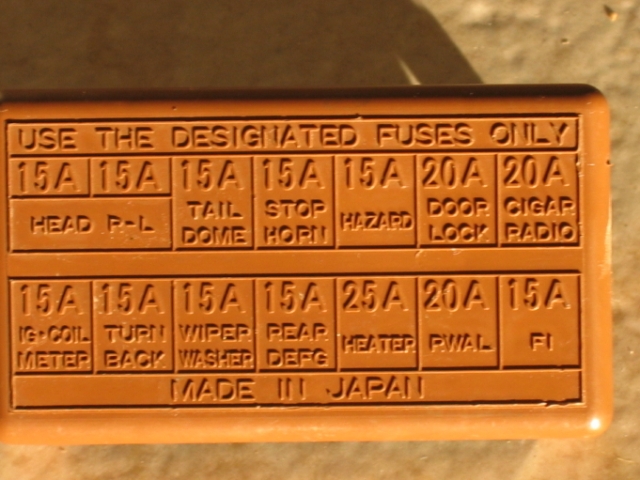 USE THE DESIGNATED FUSES ONLY
15A 15A 15A 15A 15A 20A 20A
HEAD R-L TAIL DOME STOP HORN HAZARD DOOR LOCK CIGAR RADIO
15A 15A 15A 15A 25A 20A 15A
IG•COIL METER TURN BACK WIPER WASHER REAR DEFG HEATER RWAL FI
MADE IN JAPAN